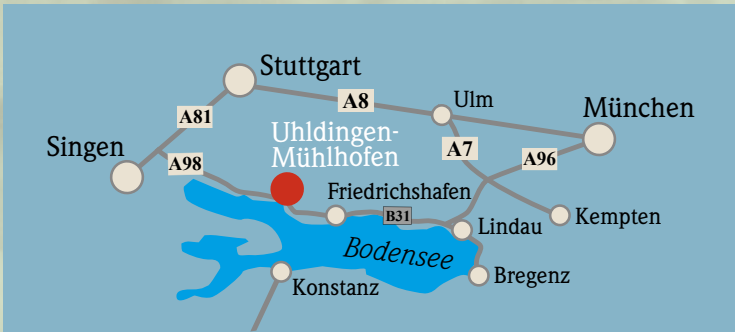 Stuttgart
A81
A8
Ulm
München
Singen
A98
Uhldingen-
Mühlhofen
A7
A96
Friedrichshafen
B31
Lindau
Kempten
Bodensee
Konstanz
Bregenz